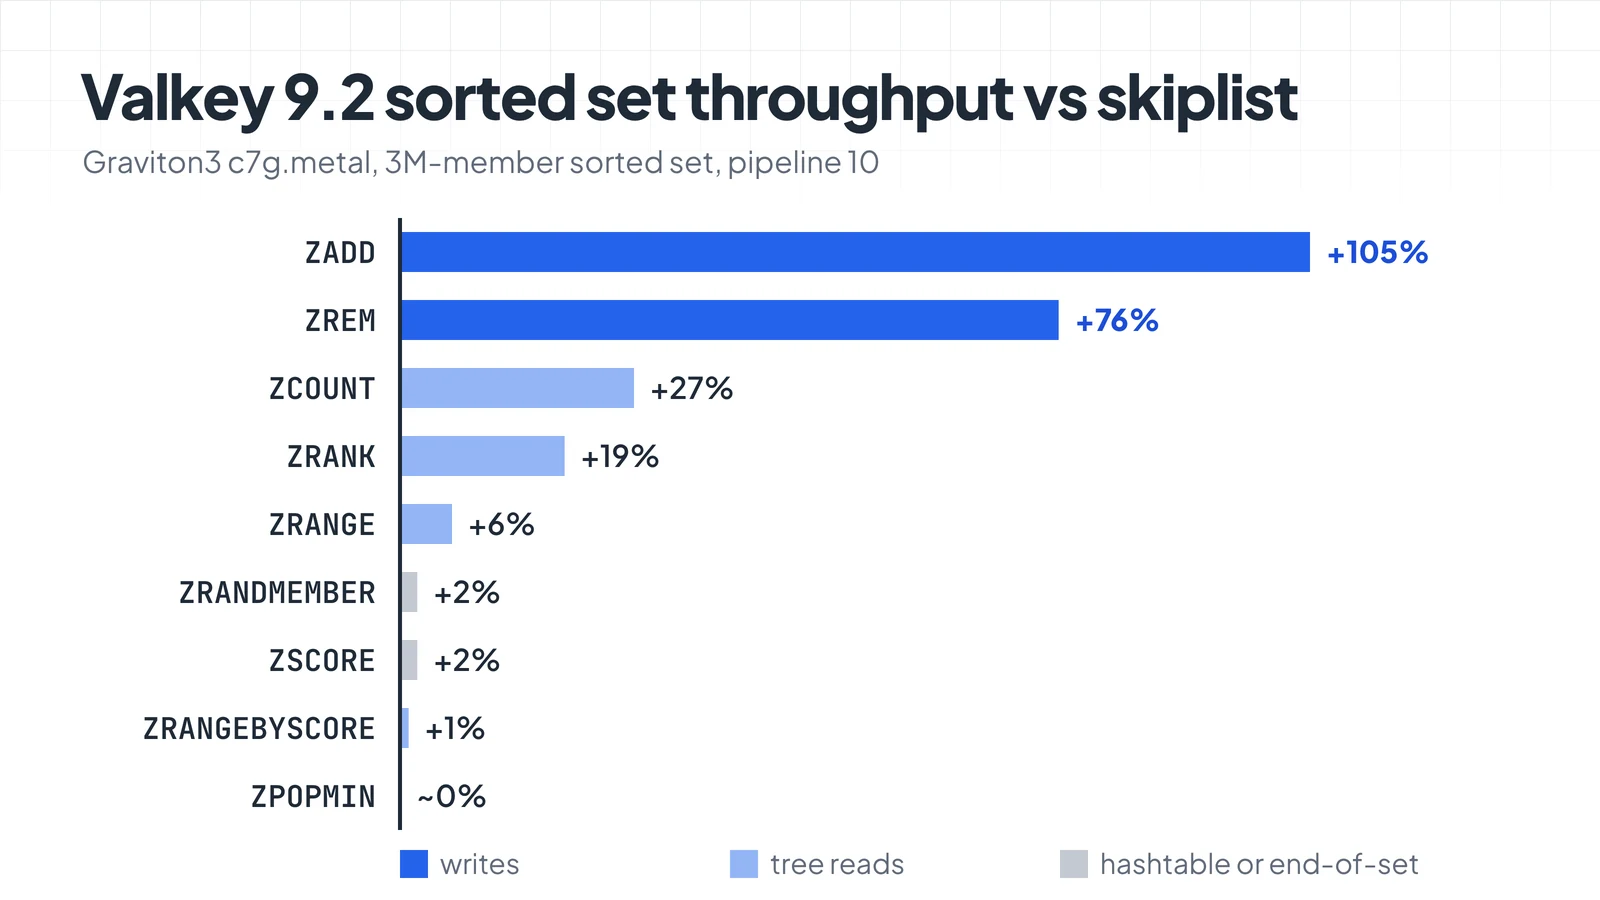 Valkey 9.2 sorted set throughput vs skiplist
Graviton3 c7g.metal, 3M-member sorted set, pipeline 10
ZADD +105%
ZREM +76%
ZCOUNT +27%
ZRANK +19%
ZRANGE +6%
ZRANDMEMBER +2%
ZSCORE +2%
ZRANGEBYSCORE +1%
ZPOPMIN ~0%
writes tree reads hashtable or end-of-set